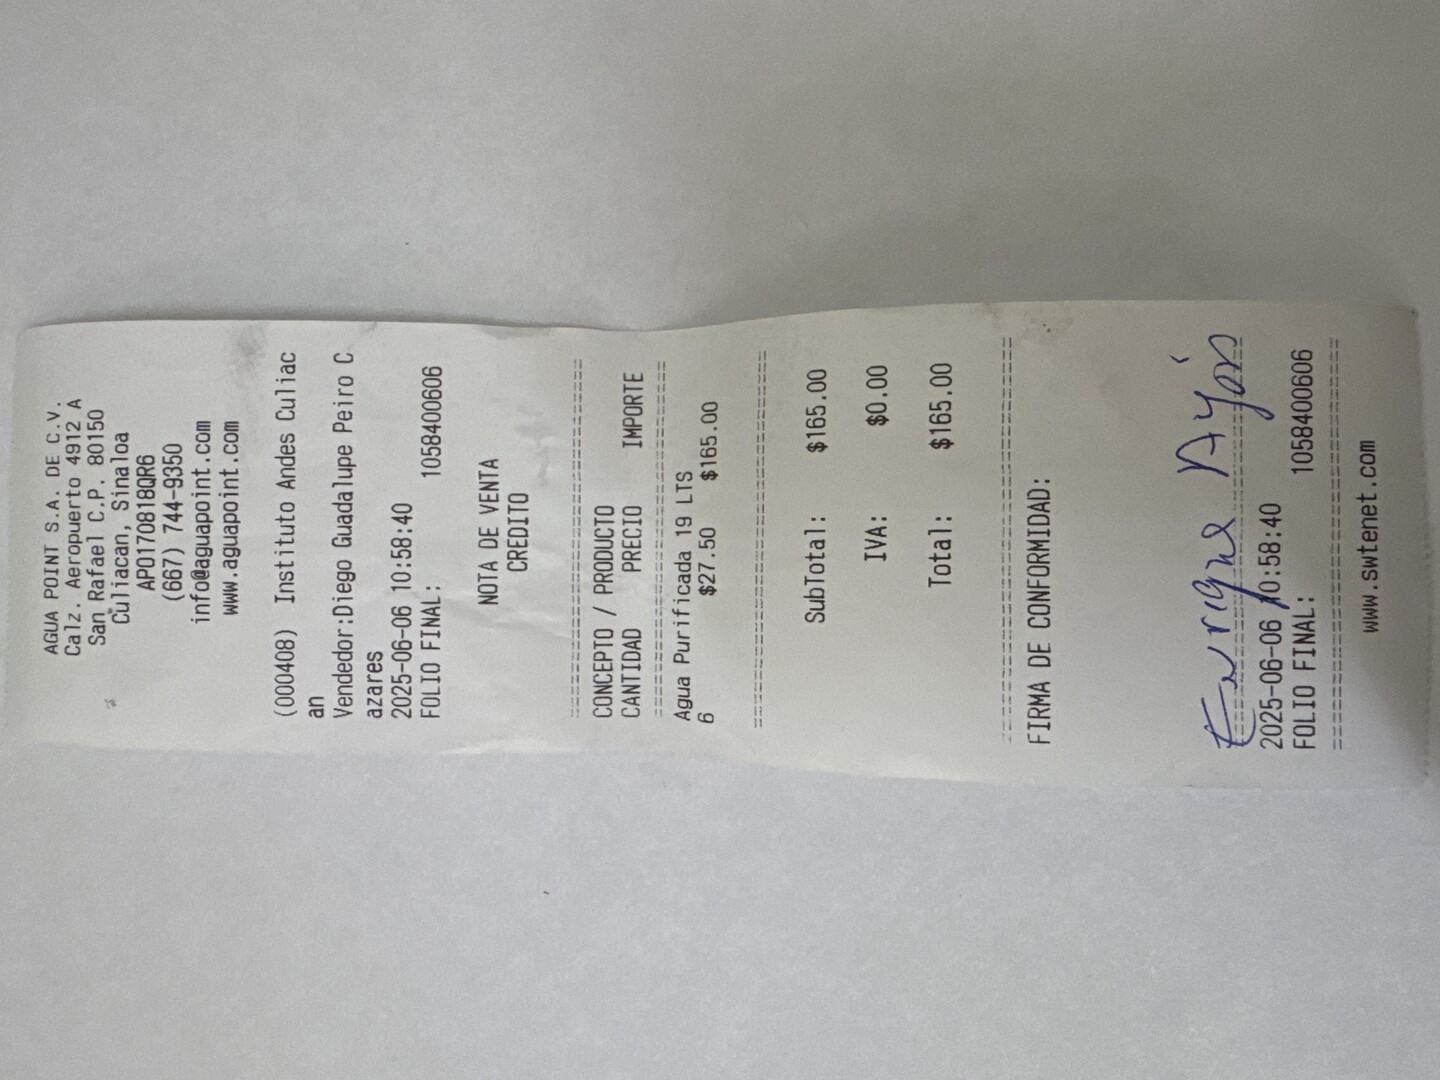 AGUA POINT S.A. DE C.V.
Calz. Aeropuerto 4912 A
San Rafael C.P. 80150
Culiacan, Sinaloa
APO170818QR6
(667) 744-9350
info@aguapoint.com
www.aguapoint.com
(000408) Instituto Andes Culiac
an
Vendedor:Diego Guadalupe Peiro C
azares
2025-06-06 10:58:40
FOLIO FINAL: 1058400606
NOTA DE VENTA
CREDITO
================================
CONCEPTO / PRODUCTO
CANTIDAD PRECIO IMPORTE
================================
Agua Purificada 19 LTS
6 $27.50 $165.00
================================
SubTotal: $165.00
IVA: $0.00
Total: $165.00
================================
FIRMA DE CONFORMIDAD:
Enrique
================================
2025-06-06 10:58:40
FOLIO FINAL: 1058400606
================================
www.swtenet.com